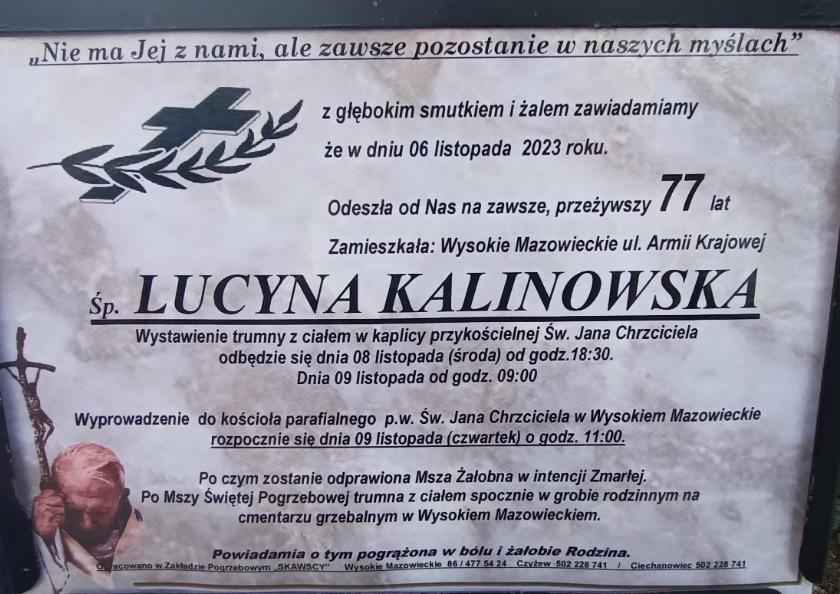 „Nie ma Jej z nami, ale zawsze pozostanie w naszych myślach”
z głębokim smutkiem i żalem zawiadamiamy
że w dniu 06 listopada 2023 roku.
Odeszła od Nas na zawsze, przeżywszy 77 lat
Zamieszkała: Wysokie Mazowieckie ul. Armii Krajowej
Śp. LUCYNA KALINOWSKA
Wystawienie trumny z ciałem w kaplicy przykościelnej Św. Jana Chrzciciela
odbędzie się dnia 08 listopada (środa) od godz.18:30.
Dnia 09 listopada od godz. 09:00
Wyprowadzenie do kościoła parafialnego p.w. Św. Jana Chrzciciela w Wysokiem Mazowieckie
rozpocznie się dnia 09 listopada (czwartek) o godz. 11:00.
Po czym zostanie odprawiona Msza Żałobna w intencji Zmarłej.
Po Mszy Świętej Pogrzebowej trumna z ciałem spocznie w grobie rodzinnym na
cmentarzu grzebalnym w Wysokiem Mazowieckiem.
Powiadamia o tym pogrążona w bólu i żałobie Rodzina.
Opracowano w Zakładzie Pogrzebowym „SKAWSCY” Wysokie Mazowieckie 86 / 477 54 24 Czyżew 502 228 741 / Ciechanowiec 502 228 741